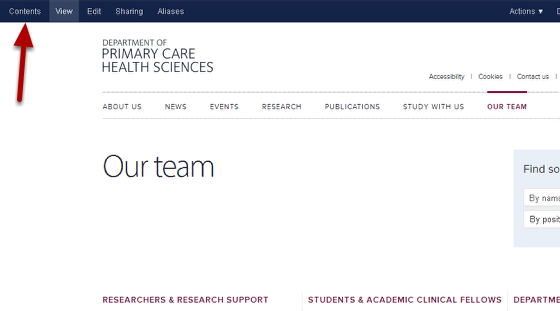 Contents View Edit Sharing Aliases Actions ▼
DEPARTMENT OF
PRIMARY CARE
HEALTH SCIENCES
Accessibility | Cookies | Contact us |
ABOUT US NEWS EVENTS RESEARCH PUBLICATIONS STUDY WITH US OUR TEAM
Our team
Find so
By name
By posit
RESEARCHERS & RESEARCH SUPPORT STUDENTS & ACADEMIC CLINICAL FELLOWS DEPARTME